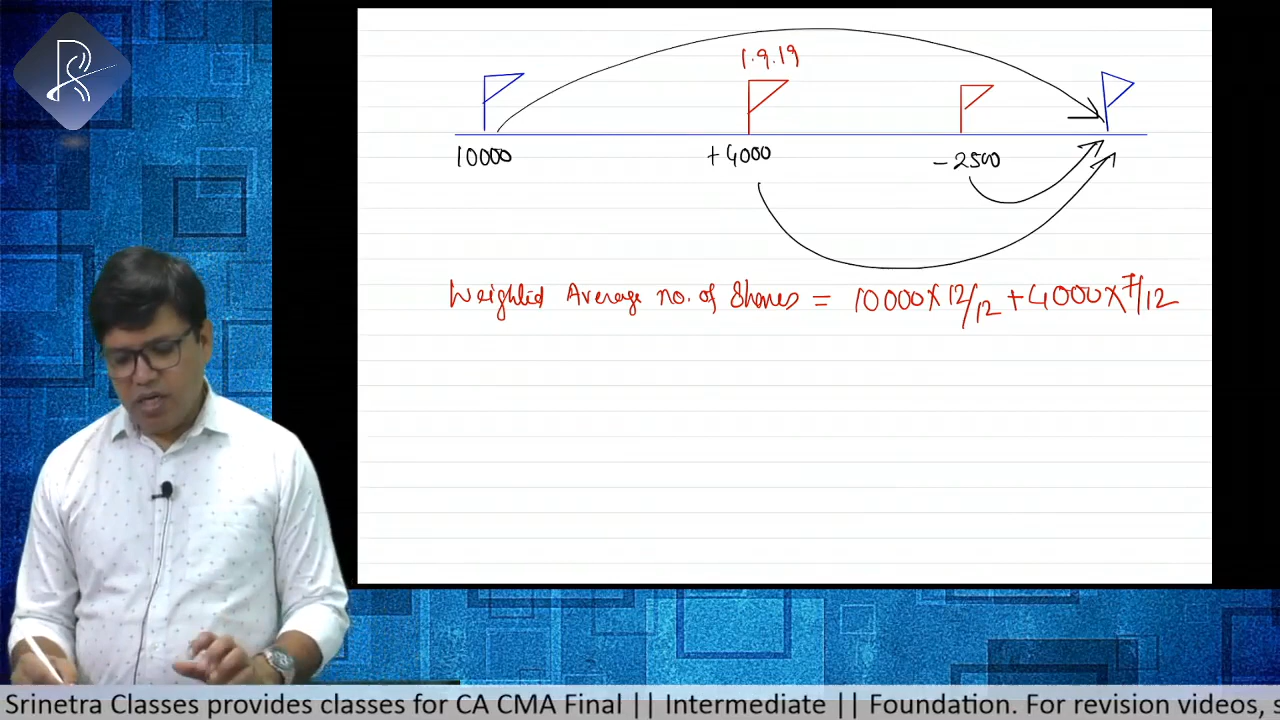 1.9.19
10000 +4000 -2500
Weighted Average no. of Shares = 10000 × 12/12 + 4000 × 7/12
Srinetra Classes provides classes for CA CMA Final || Intermediate || Foundation. For revision videos, s